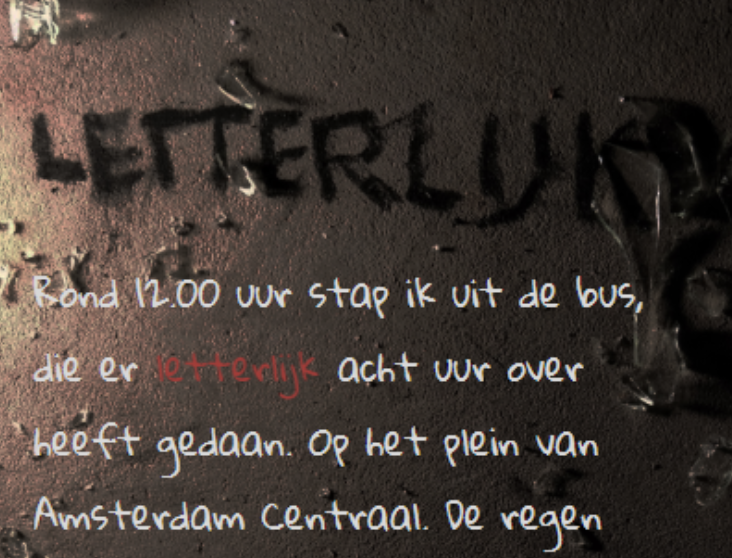 LETTERLIJK
Rond 12.00 uur stap ik uit de bus,
die er letterlijk acht uur over
heeft gedaan. Op het plein van
Amsterdam Centraal. De regen